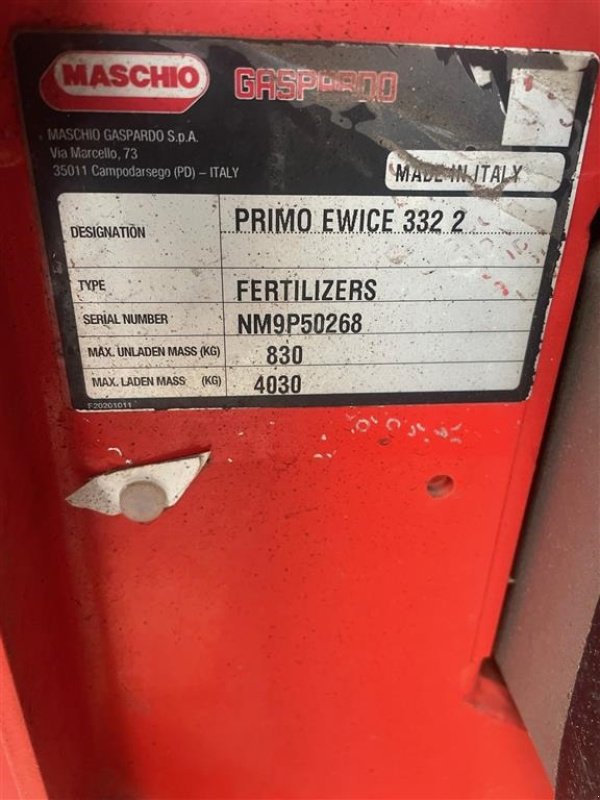 MASCHIO GASPARDO
MASCHIO GASPARDO S.p.A.
Via Marcello, 73
35011 Campodarsego (PD) – ITALY
MADE IN ITALY
DESIGNATION PRIMO EWICE 332 2
TYPE FERTILIZERS
SERIAL NUMBER NM9P50268
MAX. UNLADEN MASS (KG) 830
MAX. LADEN MASS (KG) 4030
F20201011